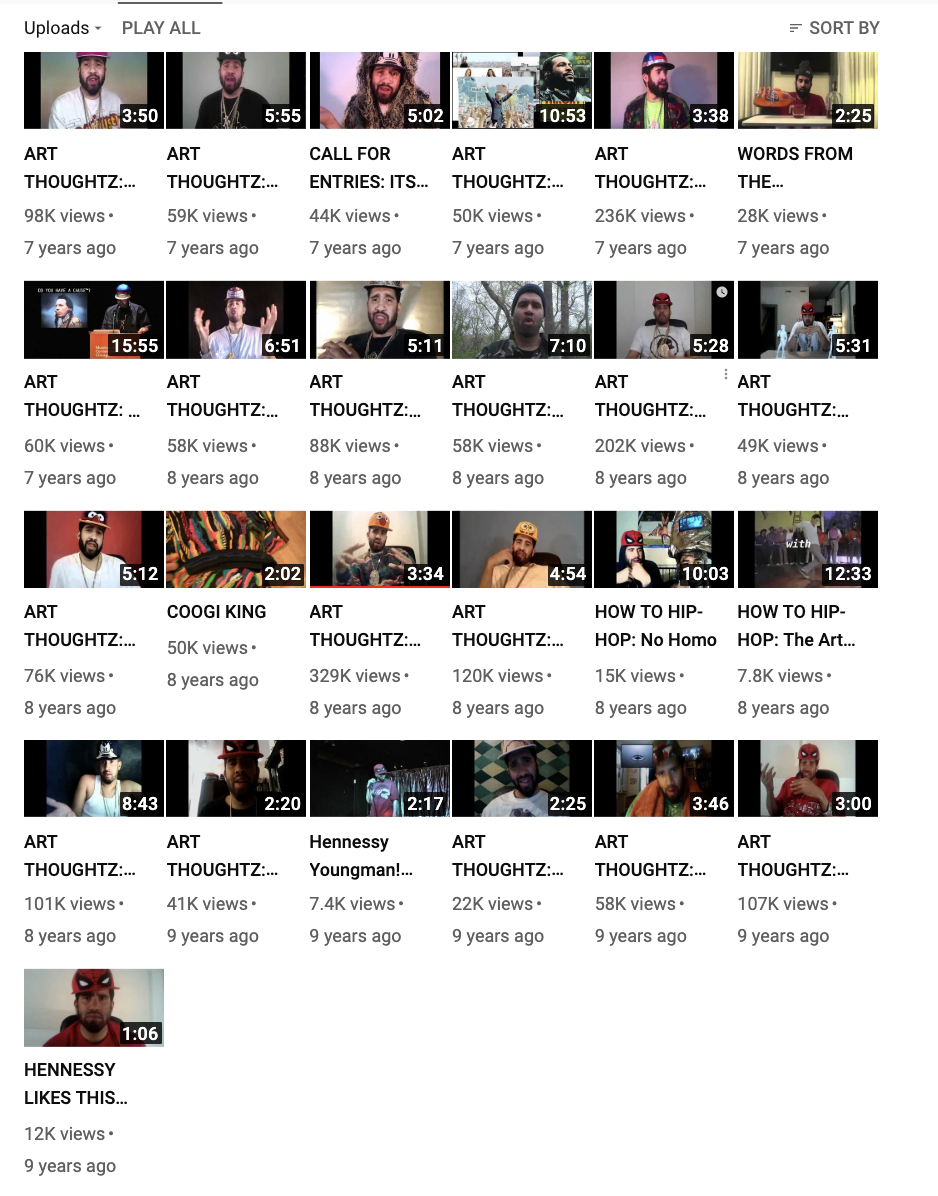 Uploads PLAY ALL SORT BY
3:50 5:55 5:02 10:53 3:38 2:25
ART ART CALL FOR ART ART WORDS FROM
THOUGHTZ:... THOUGHTZ:... ENTRIES: ITS... THOUGHTZ:... THOUGHTZ:... THE...
98K views • 59K views • 44K views • 50K views • 236K views • 28K views •
7 years ago 7 years ago 7 years ago 7 years ago 7 years ago 7 years ago
DO YOU HAVE A CAUSE?
15:55 6:51 5:11 7:10 5:28 5:31
ART ART ART ART ART ART
THOUGHTZ: ... THOUGHTZ:... THOUGHTZ:... THOUGHTZ:... THOUGHTZ:... THOUGHTZ:...
60K views • 58K views • 88K views • 58K views • 202K views • 49K views •
7 years ago 8 years ago 8 years ago 8 years ago 8 years ago 8 years ago
with
5:12 2:02 3:34 4:54 10:03 12:33
ART COOGI KING ART ART HOW TO HIP- HOW TO HIP-
THOUGHTZ:... THOUGHTZ:... THOUGHTZ:... HOP: No Homo HOP: The Art...
76K views • 50K views • 329K views • 120K views • 15K views • 7.8K views •
8 years ago 8 years ago 8 years ago 8 years ago 8 years ago 8 years ago
8:43 2:20 2:17 2:25 3:46 3:00
ART ART Hennessy ART ART ART
THOUGHTZ:... THOUGHTZ:... Youngman!... THOUGHTZ:... THOUGHTZ:... THOUGHTZ:...
101K views • 41K views • 7.4K views • 22K views • 58K views • 107K views •
8 years ago 9 years ago 9 years ago 9 years ago 9 years ago 9 years ago
1:06
HENNESSY
LIKES THIS...
12K views •
9 years ago